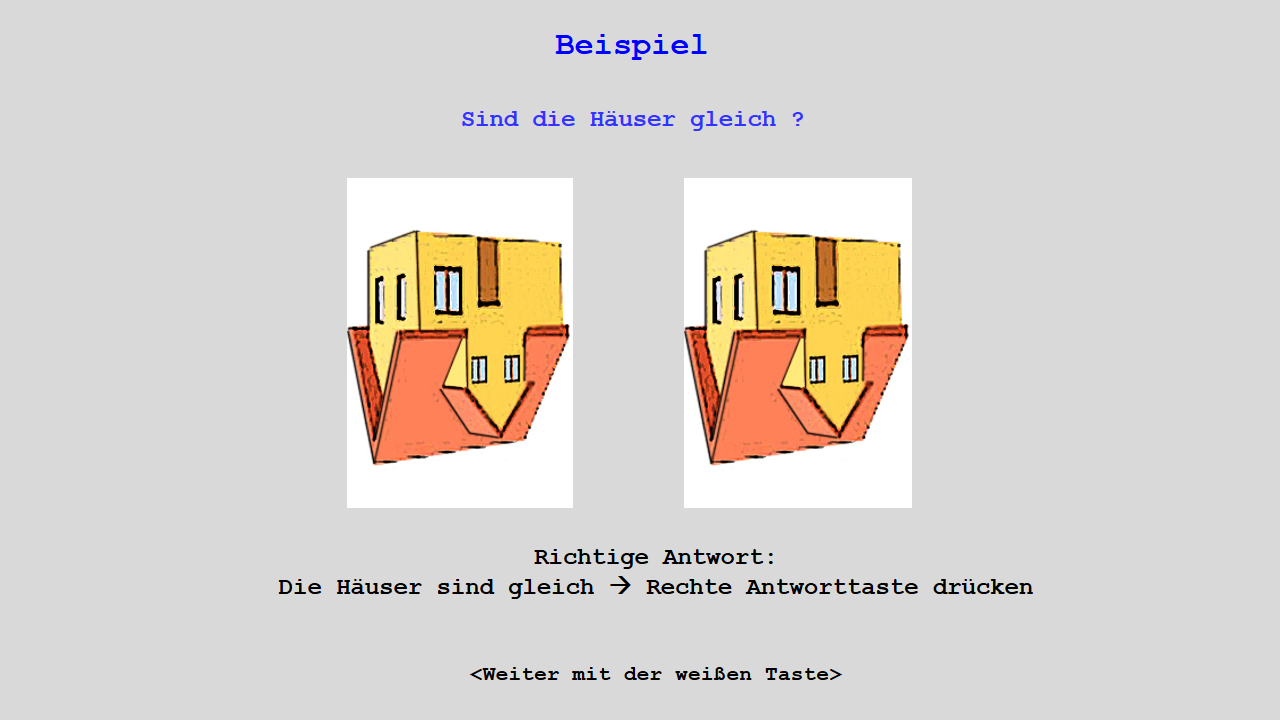 Beispiel
Sind die Häuser gleich ?
Richtige Antwort:
Die Häuser sind gleich → Rechte Antworttaste drücken
<Weiter mit der weißen Taste>